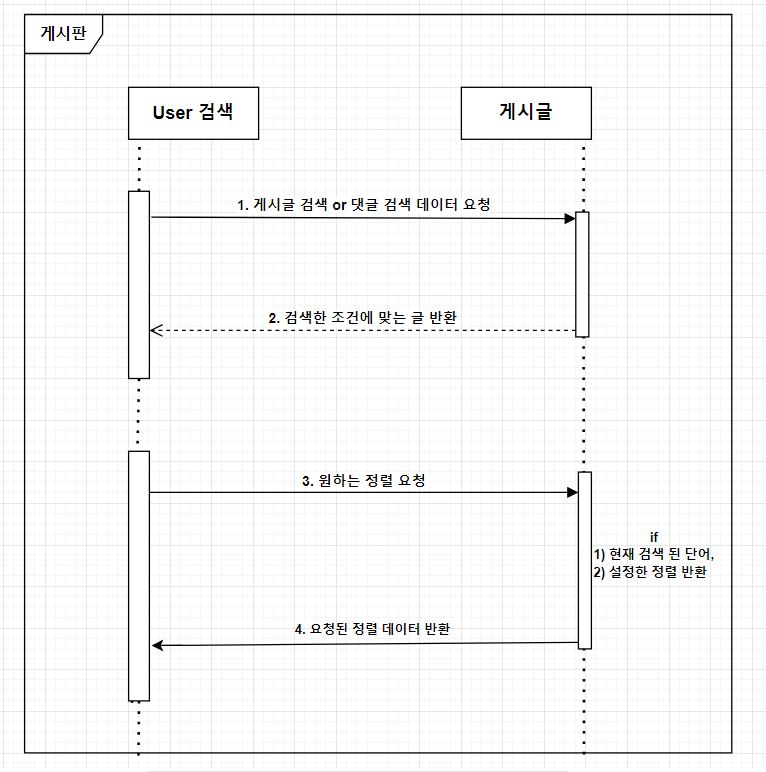 게시판
User 검색
게시글
1. 게시글 검색 or 댓글 검색 데이터 요청
2. 검색한 조건에 맞는 글 반환
3. 원하는 정렬 요청
if
1) 현재 검색 된 단어,
2) 설정한 정렬 반환
4. 요청된 정렬 데이터 반환